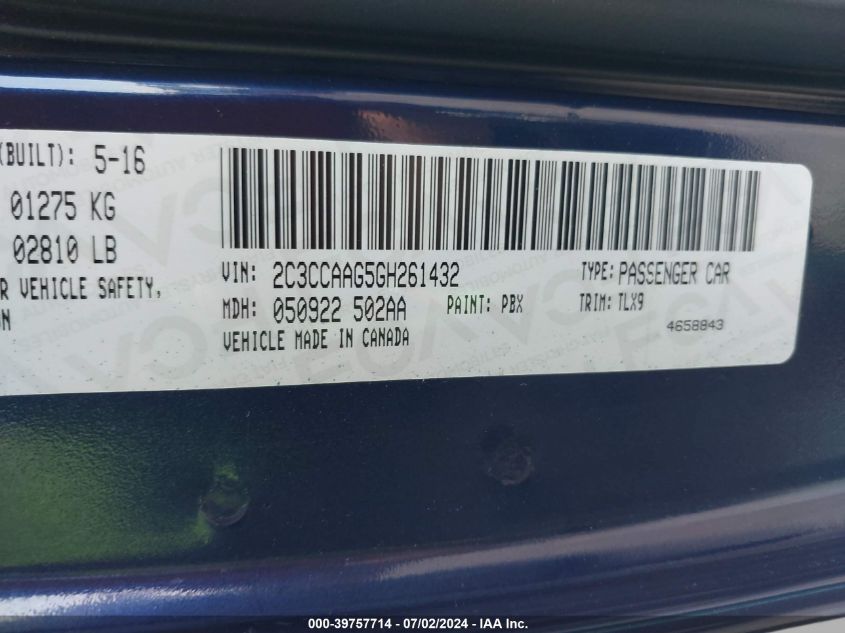 (BUILT): 5-16
01275 KG
02810 LB
R VEHICLE SAFETY,
ON
VIN: 2C3CCAAG5GH261432
TYPE: PASSENGER CAR
MDH: 050922 502AA
PAINT: PBX
TRIM: TLX9
VEHICLE MADE IN CANADA
4658843
000-39757714 - 07/02/2024 - IAA Inc.